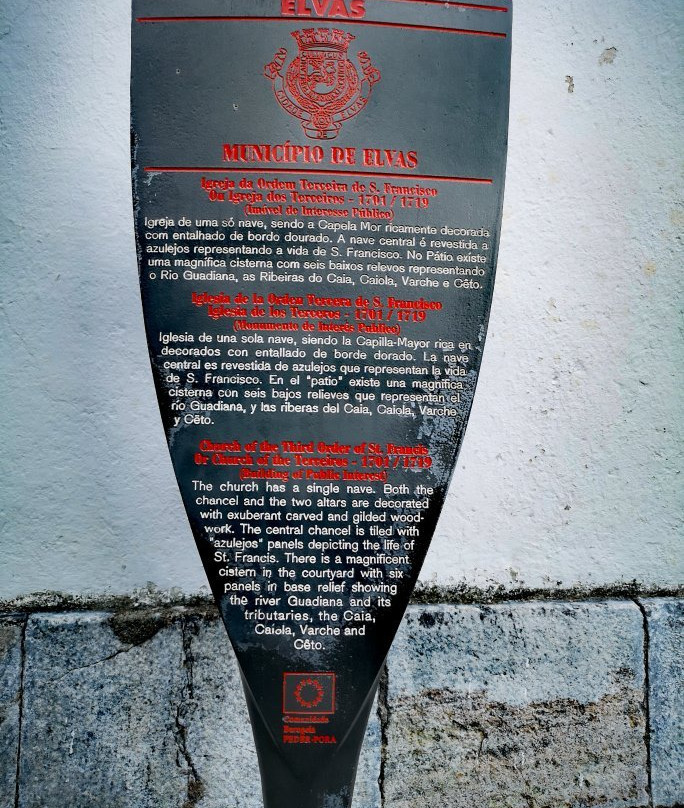 ELVAS
CIDADE DE ELVAS
MUNICÍPIO DE ELVAS
Igreja da Ordem Terceira de S. Francisco
Ou Igreja dos Terceiros - 1701 / 1719
(Imóvel de Interesse Público)
Igreja de uma só nave, sendo a Capela Mor ricamente decorada
com entalhado de bordo dourado. A nave central é revestida a
azulejos representando a vida de S. Francisco. No Pátio existe
uma magnífica cisterna com seis baixos relevos representando
o Rio Guadiana, as Ribeiras do Caia, Caiola, Varche e Cêto.
Iglesia de la Orden Tercera de S. Francisco
Iglesia de los Terceros - 1701 / 1719
(Monumento de Interés Público)
Iglesia de una sola nave, siendo la Capilla-Mayor rica en
decorados con entallado de borde dorado. La nave
central es revestida de azulejos que representan la vida
de S. Francisco. En el "patio" existe una magnífica
cisterna con seis bajos relieves que representan el
río Guadiana, y las riberas del Caia, Caiola, Varche
y Cêto.
Church of the Third Order of St. Francis
Or Church of the Terceiros - 1701 / 1719
(Building of Public Interest)
The church has a single nave. Both the
chancel and the two altars are decorated
with exuberant carved and gilded wood-
work. The central chancel is tiled with
"azulejos" panels depicting the life of
St. Francis. There is a magnificent
cistern in the courtyard with six
panels in base relief showing
the river Guadiana and its
tributaries, the Caia,
Caiola, Varche and
Cêto.
Comunidade
Europeia
FEDER-PORA